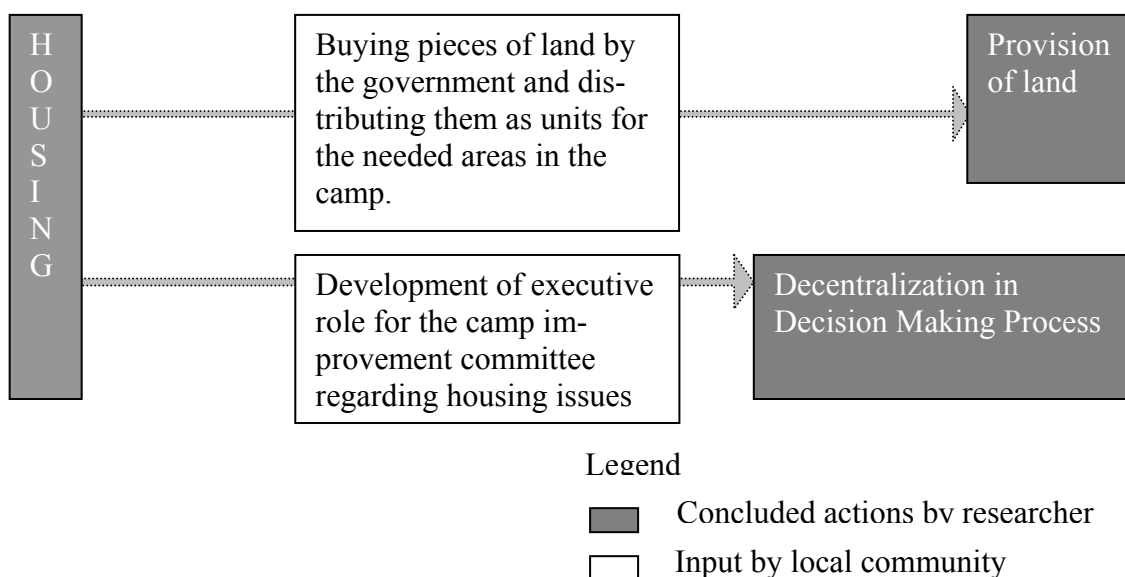 H
O
U
S
I
N
G
Buying pieces of land by
the government and dis-
tributing them as units for
the needed areas in the
camp.
Provision
of land
Development of executive
role for the camp im-
provement committee
regarding housing issues
Decentralization in
Decision Making Process
Legend
Concluded actions by researcher
Input by local community